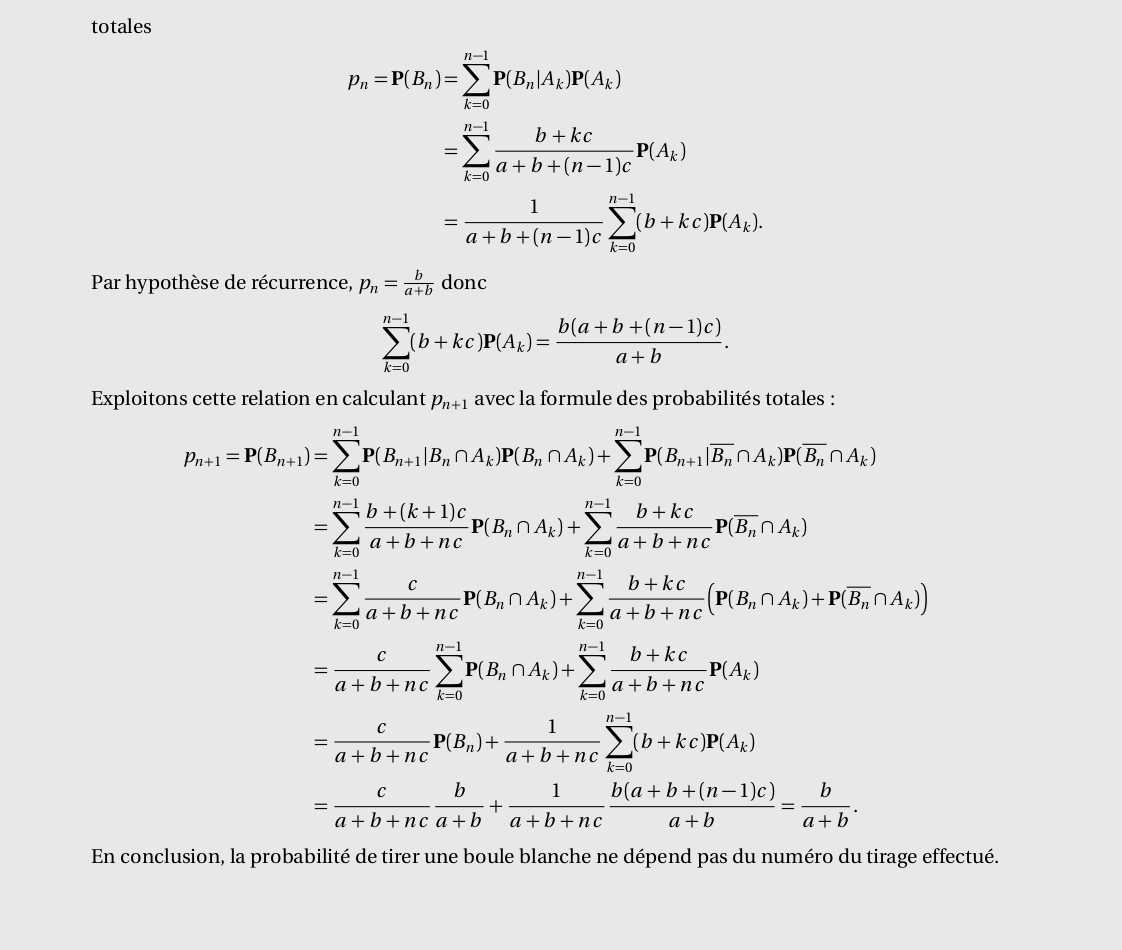 totales
$p_n = \mathbf{P}(B_n) = \sum_{k=0}^{n-1} \mathbf{P}(B_n|A_k)\mathbf{P}(A_k)$
$= \sum_{k=0}^{n-1} \frac{b+kc}{a+b+(n-1)c} \mathbf{P}(A_k)$
$= \frac{1}{a+b+(n-1)c} \sum_{k=0}^{n-1} (b+kc)\mathbf{P}(A_k).$
Par hypothèse de récurrence, $p_n = \frac{b}{a+b}$ donc
$\sum_{k=0}^{n-1} (b+kc)\mathbf{P}(A_k) = \frac{b(a+b+(n-1)c)}{a+b}.$
Exploitons cette relation en calculant $p_{n+1}$ avec la formule des probabilités totales :
$p_{n+1} = \mathbf{P}(B_{n+1}) = \sum_{k=0}^{n-1} \mathbf{P}(B_{n+1}|B_n \cap A_k)\mathbf{P}(B_n \cap A_k) + \sum_{k=0}^{n-1} \mathbf{P}(B_{n+1}|\overline{B_n} \cap A_k)\mathbf{P}(\overline{B_n} \cap A_k)$
$= \sum_{k=0}^{n-1} \frac{b+(k+1)c}{a+b+nc} \mathbf{P}(B_n \cap A_k) + \sum_{k=0}^{n-1} \frac{b+kc}{a+b+nc} \mathbf{P}(\overline{B_n} \cap A_k)$
$= \sum_{k=0}^{n-1} \frac{c}{a+b+nc} \mathbf{P}(B_n \cap A_k) + \sum_{k=0}^{n-1} \frac{b+kc}{a+b+nc} \Big(\mathbf{P}(B_n \cap A_k) + \mathbf{P}(\overline{B_n} \cap A_k)\Big)$
$= \frac{c}{a+b+nc} \sum_{k=0}^{n-1} \mathbf{P}(B_n \cap A_k) + \sum_{k=0}^{n-1} \frac{b+kc}{a+b+nc} \mathbf{P}(A_k)$
$= \frac{c}{a+b+nc} \mathbf{P}(B_n) + \frac{1}{a+b+nc} \sum_{k=0}^{n-1} (b+kc)\mathbf{P}(A_k)$
$= \frac{c}{a+b+nc} \frac{b}{a+b} + \frac{1}{a+b+nc} \frac{b(a+b+(n-1)c)}{a+b} = \frac{b}{a+b}.$
En conclusion, la probabilité de tirer une boule blanche ne dépend pas du numéro du tirage effectué.